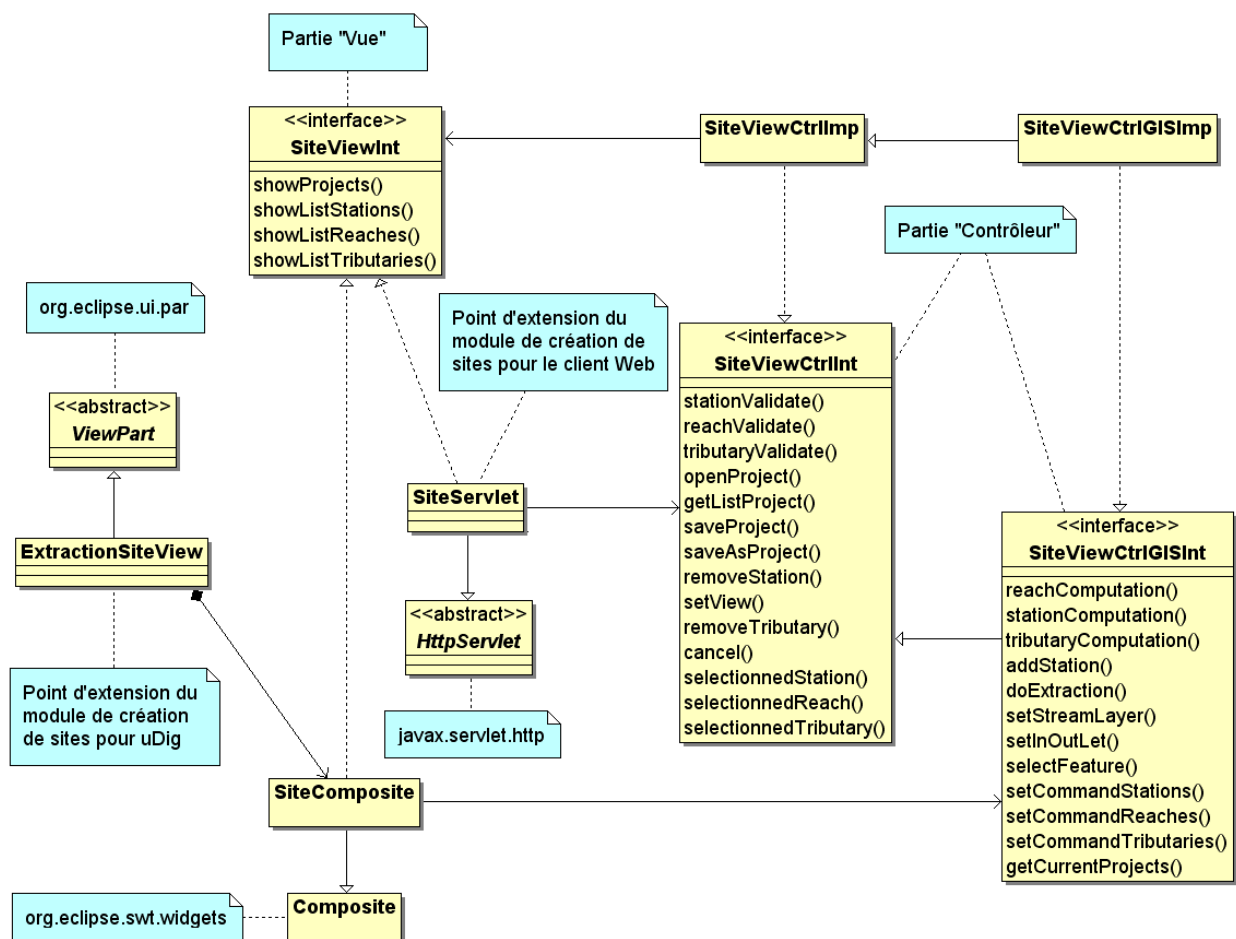 Partie "Vue"
<<interface>>
SiteViewInt
showProjects()
showListStations()
showListReaches()
showListTributaries()
SiteViewCtrlImp
SiteViewCtrlGISImp
Partie "Contrôleur"
org.eclipse.ui.par
<<abstract>>
ViewPart
ExtractionSiteView
Point d'extension du
module de création
de sites pour uDig
Point d'extension du
module de création de
sites pour le client Web
SiteServlet
<<abstract>>
HttpServlet
javax.servlet.http
<<interface>>
SiteViewCtrlInt
stationValidate()
reachValidate()
tributaryValidate()
openProject()
getListProject()
saveProject()
saveAsProject()
removeStation()
setView()
removeTributary()
cancel()
selectionnedStation()
selectionnedReach()
selectionnedTributary()
<<interface>>
SiteViewCtrlGISInt
reachComputation()
stationComputation()
tributaryComputation()
addStation()
doExtraction()
setStreamLayer()
setInOutLet()
selectFeature()
setCommandStations()
setCommandReaches()
setCommandTributaries()
getCurrentProjects()
SiteComposite
Composite
org.eclipse.swt.widgets